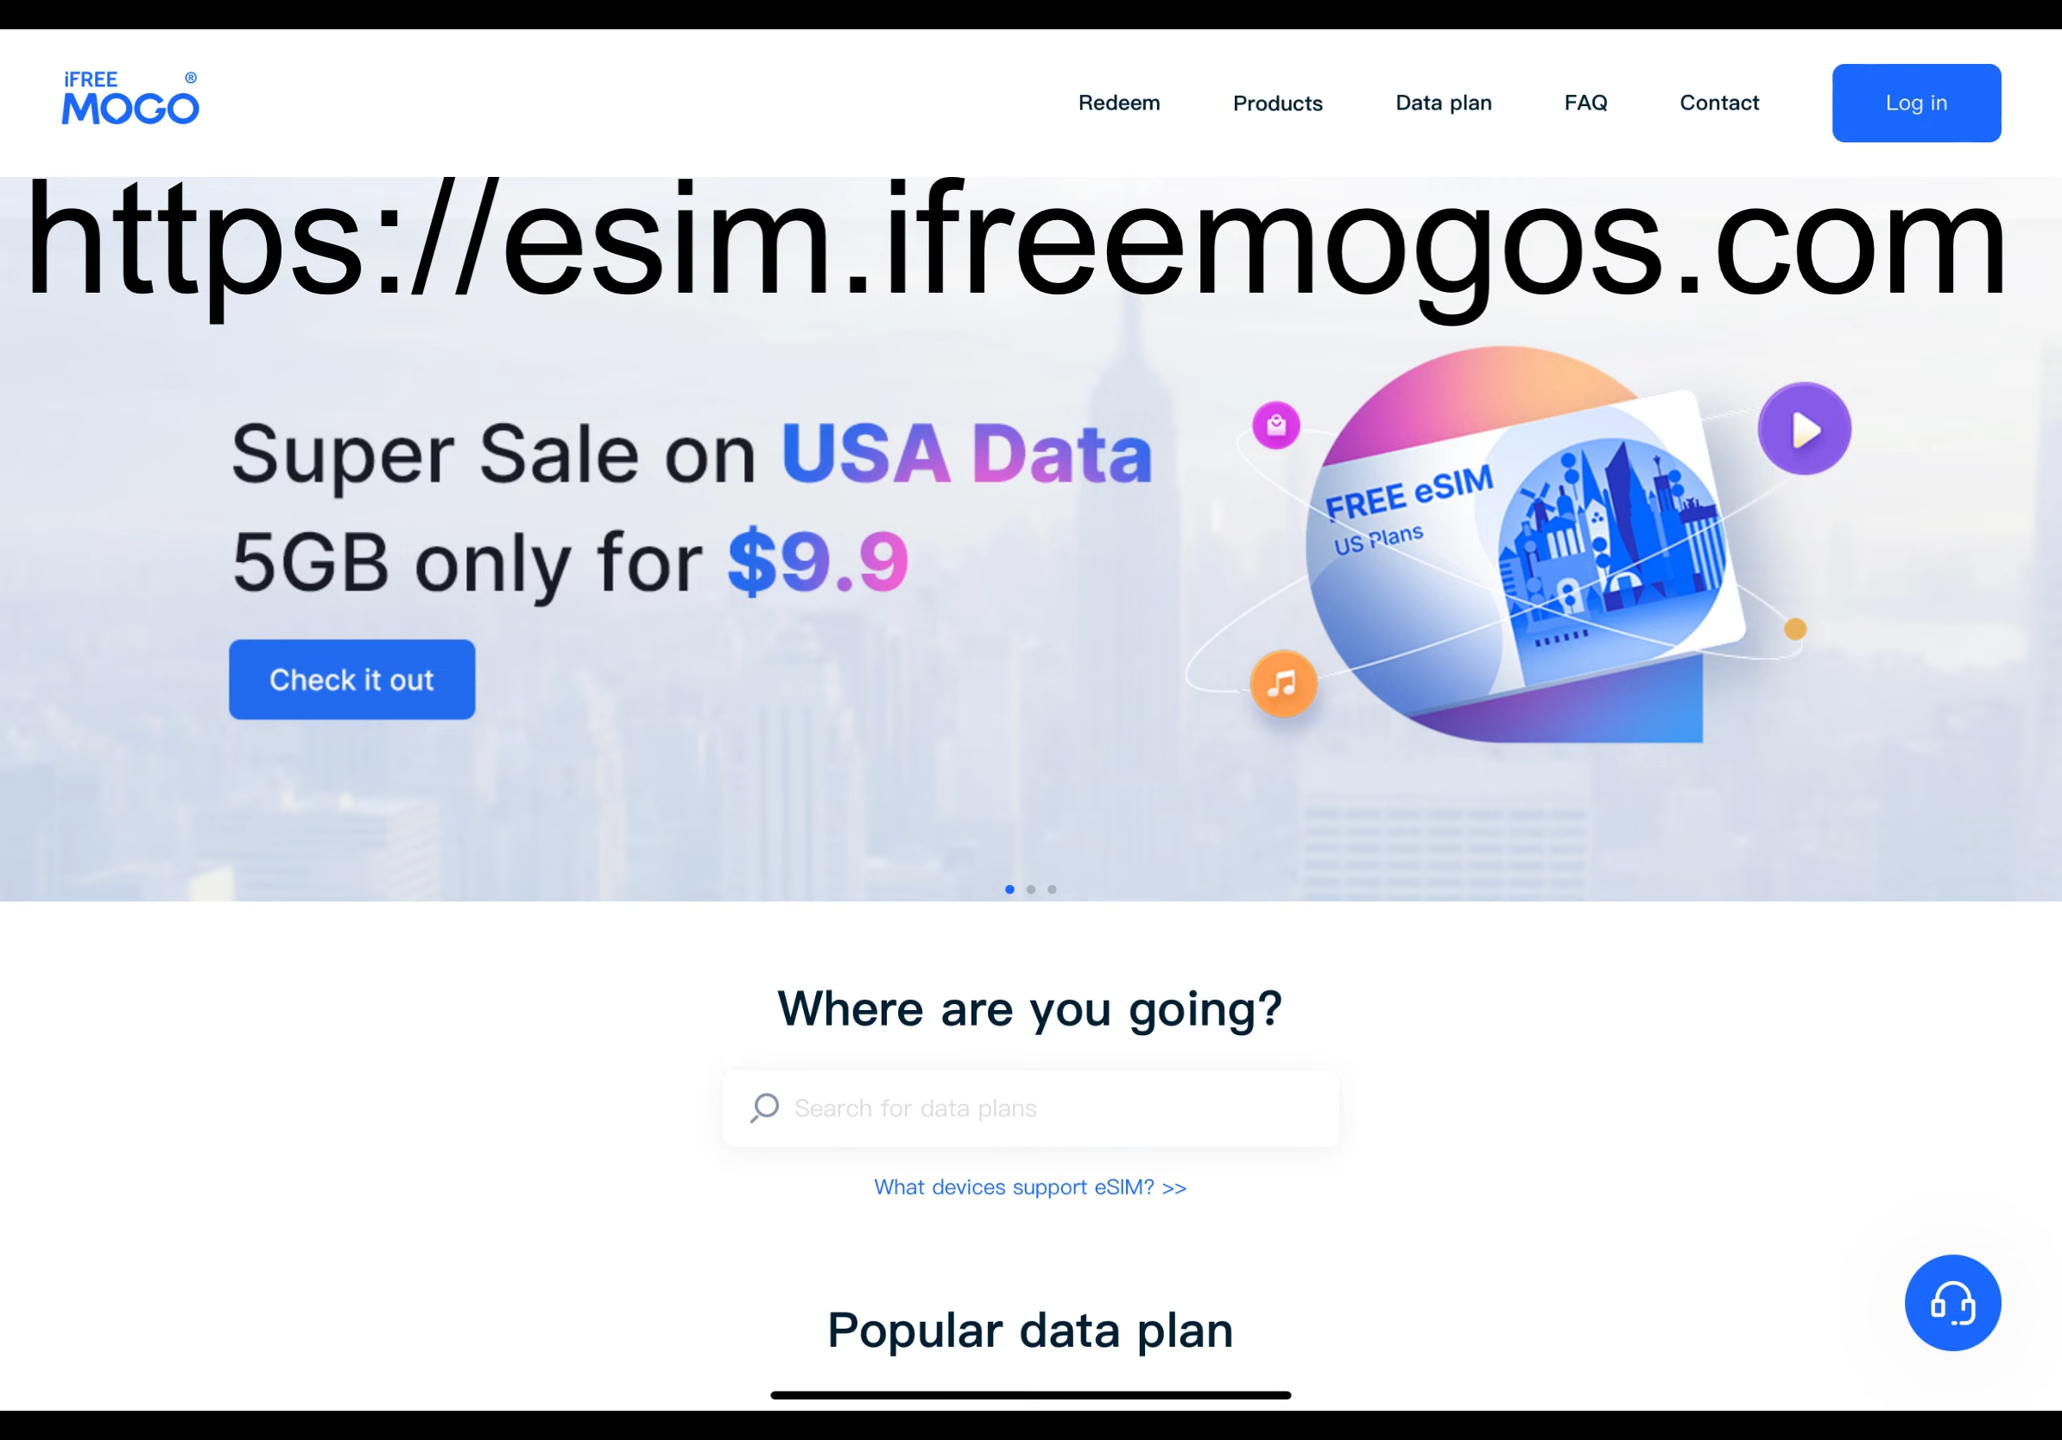 iFREE ®
MOGO
Redeem Products Data plan FAQ Contact Log in
https://esim.ifreemogos.com
Super Sale on USA Data
5GB only for $9.9
Check it out
FREE eSIM
US Plans
Where are you going?
Search for data plans
What devices support eSIM? >>
Popular data plan